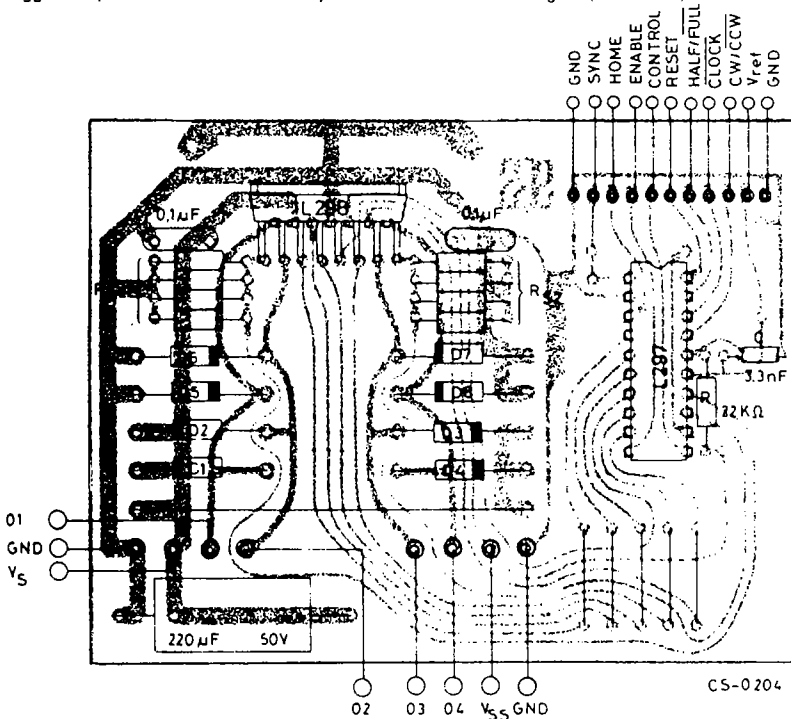 GND
SYNC
HOME
ENABLE
CONTROL
RESET
HALF/FULL
CLOCK
CW/CCW
Vref
GND
0,1µF
L298
0,1µF
R
R
L297
D7
3.3nF
D5
D8
R
22KΩ
D2
D3
D1
D4
01
GND
VS
220µF 50V
CS-0204
02 03 04 VSS GND